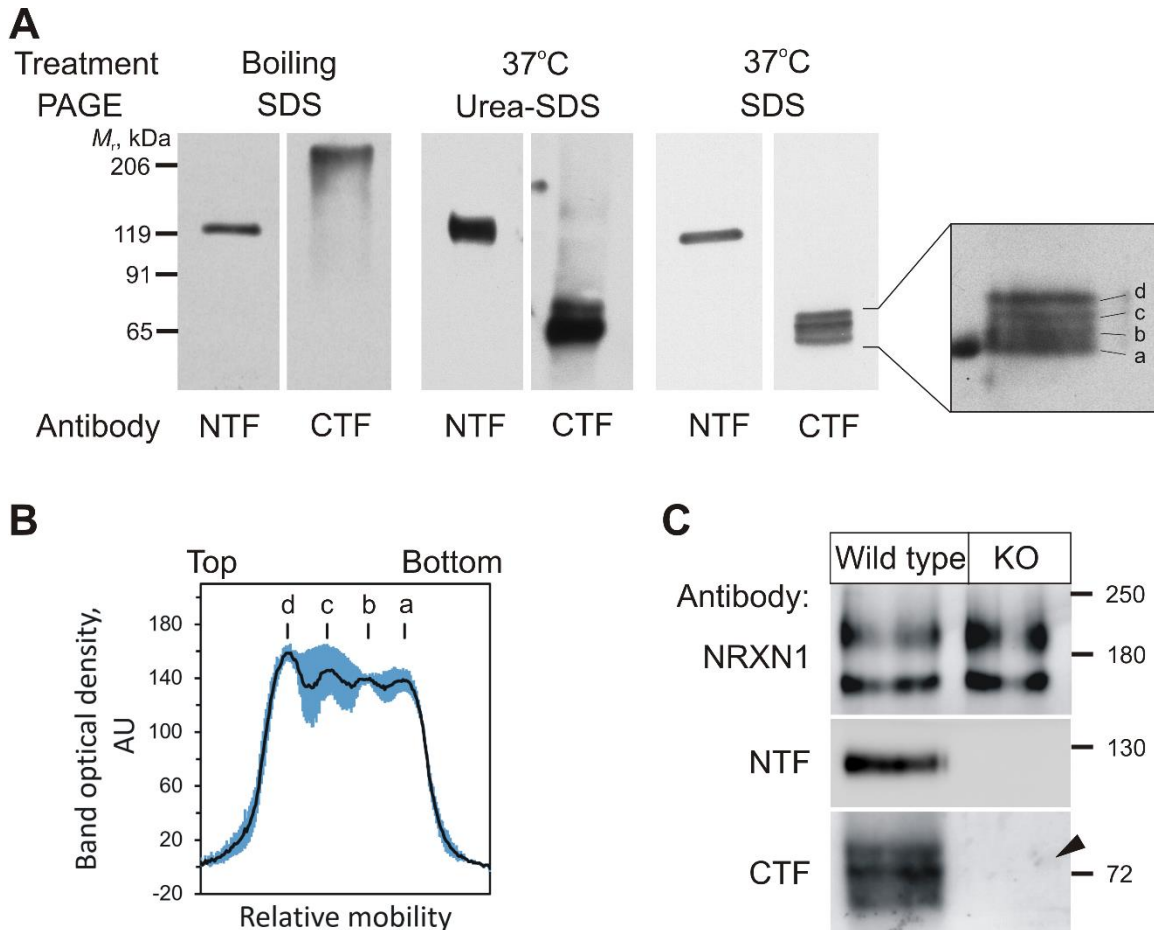 A
Treatment Boiling 37°C 37°C
PAGE SDS Urea-SDS SDS
Mr, kDa
206
119
91
65
d
c
b
a
Antibody NTF CTF NTF CTF NTF CTF
B
Top Bottom
d c b a
Band optical density,
AU
180
140
100
60
20
-20
Relative mobility
C
Wild type KO
Antibody:
250
NRXN1
180
130
NTF
CTF
72